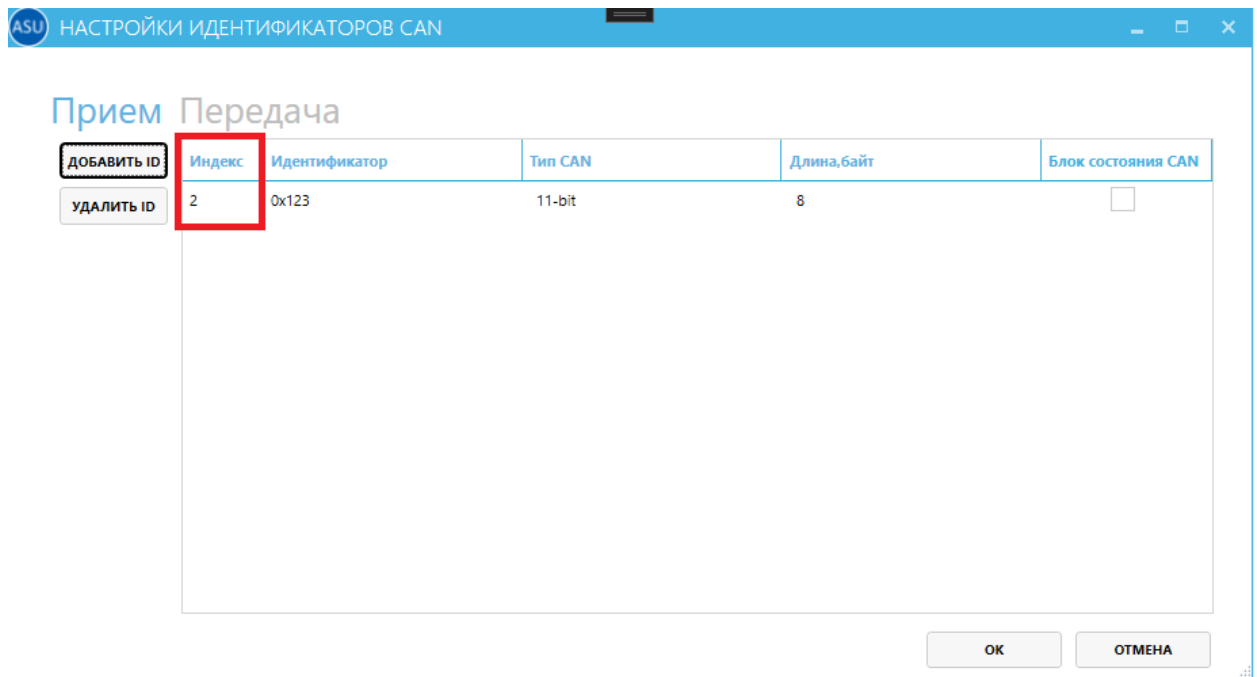 ASU НАСТРОЙКИ ИДЕНТИФИКАТОРОВ CAN
Прием Передача
ДОБАВИТЬ ID
УДАЛИТЬ ID
Индекс Идентификатор Тип CAN Длина,байт Блок состояния CAN
2 0x123 11-bit 8
ОК ОТМЕНА